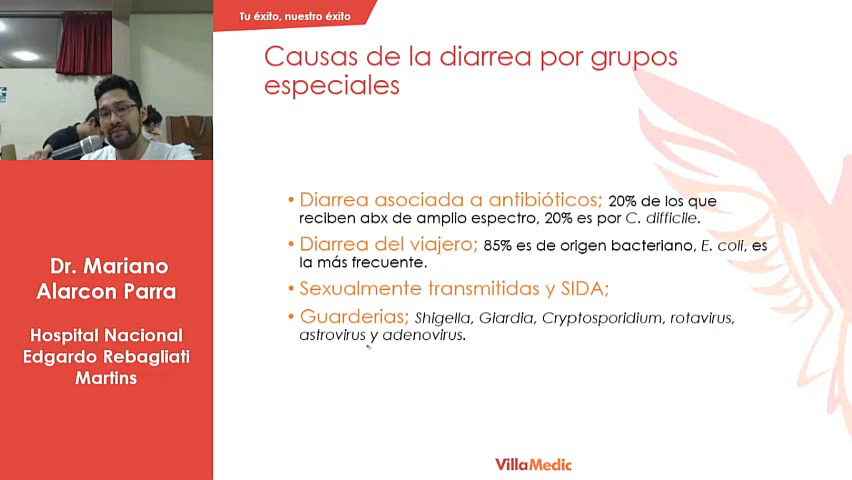 Tu éxito, nuestro éxito
Causas de la diarrea por grupos
especiales
• Diarrea asociada a antibióticos; 20% de los que
reciben abx de amplio espectro, 20% es por C. difficile.
• Diarrea del viajero; 85% es de origen bacteriano, E. coli, es
la más frecuente.
• Sexualmente transmitidas y SIDA;
• Guarderias; Shigella, Giardia, Cryptosporidium, rotavirus,
astrovirus y adenovirus.
Dr. Mariano
Alarcon Parra
Hospital Nacional
Edgardo Rebagliati
Martins
VillaMedic